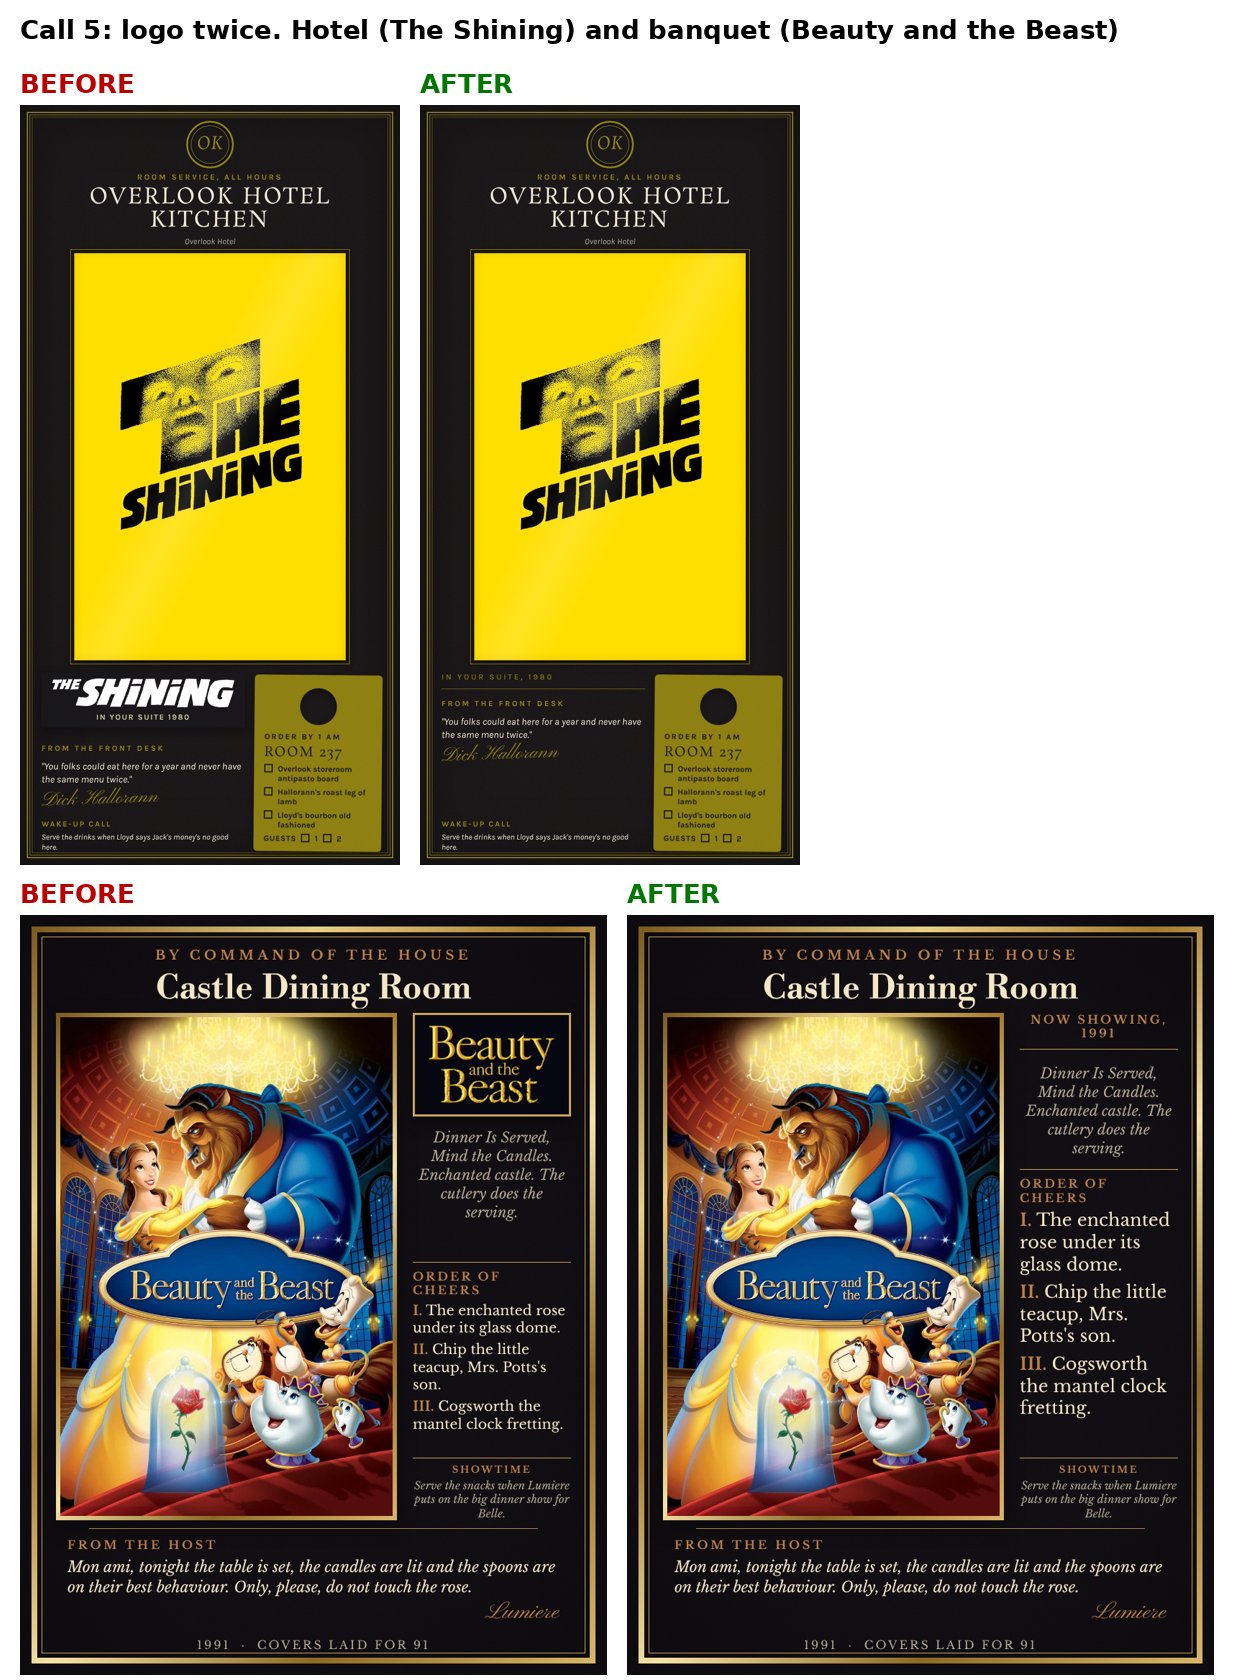 Call 5: logo twice. Hotel (The Shining) and banquet (Beauty and the Beast)
BEFORE
OK
ROOM SERVICE, ALL HOURS
OVERLOOK HOTEL
KITCHEN
Overlook Hotel
THE
SHiNiNG
THE SHiNiNG
IN YOUR SUITE 1980
FROM THE FRONT DESK
"You folks could eat here for a year and never have
the same menu twice."
Dick Hallorann
WAKE-UP CALL
Serve the drinks when Lloyd says Jack's money's no good
here.
ORDER BY 1 AM
ROOM 237
Overlook storeroom
antipasto board
Hallorann's roast leg of
lamb
Lloyd's bourbon old
fashioned
GUESTS 1 2
AFTER
OK
ROOM SERVICE, ALL HOURS
OVERLOOK HOTEL
KITCHEN
Overlook Hotel
THE
SHiNiNG
IN YOUR SUITE, 1980
FROM THE FRONT DESK
"You folks could eat here for a year and never have
the same menu twice."
Dick Hallorann
WAKE-UP CALL
Serve the drinks when Lloyd says Jack's money's no good
here.
ORDER BY 1 AM
ROOM 237
Overlook storeroom
antipasto board
Hallorann's roast leg of
lamb
Lloyd's bourbon old
fashioned
GUESTS 1 2
BEFORE
BY COMMAND OF THE HOUSE
Castle Dining Room
Beauty and the Beast
Beauty
and the
Beast
Dinner Is Served,
Mind the Candles.
Enchanted castle. The
cutlery does the
serving.
ORDER OF
CHEERS
I. The enchanted rose
under its glass dome.
II. Chip the little
teacup, Mrs. Potts's
son.
III. Cogsworth the
mantel clock fretting.
SHOWTIME
Serve the snacks when Lumiere
puts on the big dinner show for
Belle.
FROM THE HOST
Mon ami, tonight the table is set, the candles are lit and the spoons are
on their best behaviour. Only, please, do not touch the rose.
Lumiere
1991 · COVERS LAID FOR 91
AFTER
BY COMMAND OF THE HOUSE
Castle Dining Room
Beauty and the Beast
NOW SHOWING,
1991
Dinner Is Served,
Mind the Candles.
Enchanted castle. The
cutlery does the
serving.
ORDER OF
CHEERS
I. The enchanted
rose under its
glass dome.
II. Chip the little
teacup, Mrs.
Potts's son.
III. Cogsworth
the mantel clock
fretting.
SHOWTIME
Serve the snacks when Lumiere
puts on the big dinner show for
Belle.
FROM THE HOST
Mon ami, tonight the table is set, the candles are lit and the spoons are
on their best behaviour. Only, please, do not touch the rose.
Lumiere
1991 · COVERS LAID FOR 91